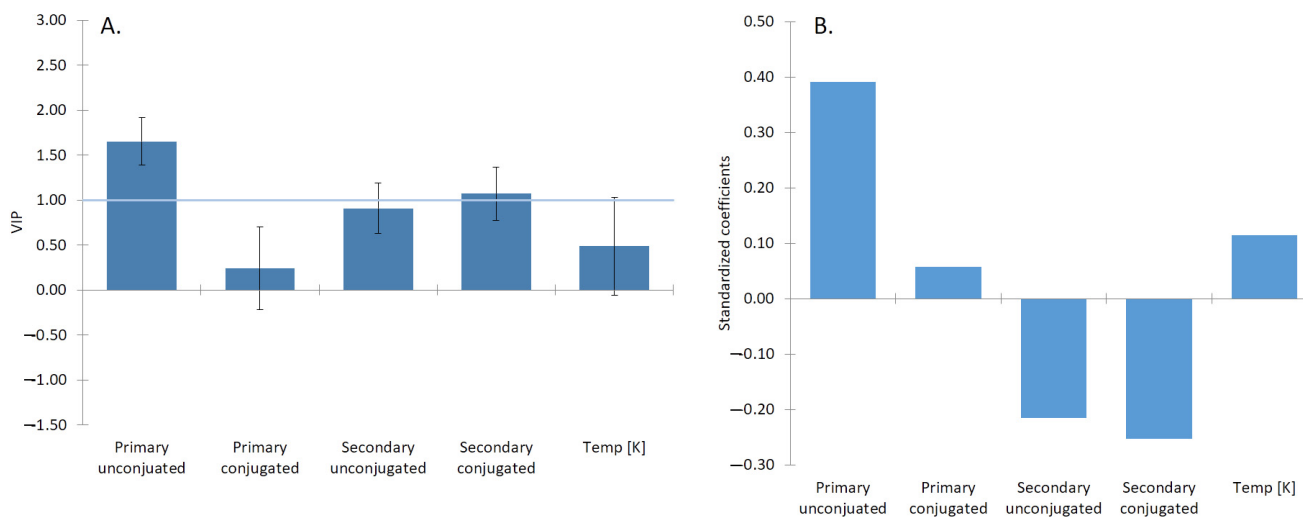 A.
3.00
2.50
2.00
1.50
1.00
0.50
0.00
−0.50
−1.00
−1.50
VIP
Primary
unconjuated
Primary
conjugated
Secondary
unconjugated
Secondary
conjugated
Temp [K]
B.
0.50
0.40
0.30
0.20
0.10
0.00
−0.10
−0.20
−0.30
Standardized coefficients
Primary
unconjugated
Primary
conjugated
Secondary
unconjugated
Secondary
conjugated
Temp [K]